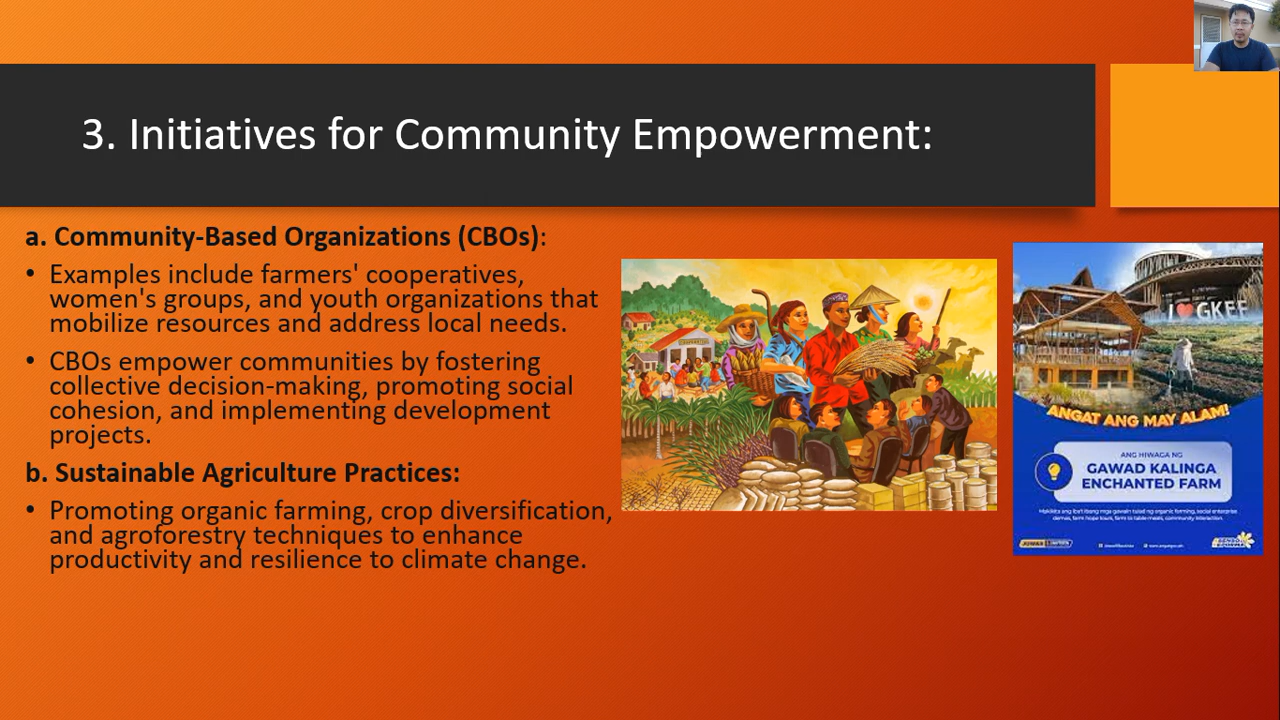 3. Initiatives for Community Empowerment:
a. Community-Based Organizations (CBOs):
• Examples include farmers' cooperatives,
women's groups, and youth organizations that
mobilize resources and address local needs.
• CBOs empower communities by fostering
collective decision-making, promoting social
cohesion, and implementing development
projects.
b. Sustainable Agriculture Practices:
• Promoting organic farming, crop diversification,
and agroforestry techniques to enhance
productivity and resilience to climate change.
I ❤ GKEF
ANGAT ANG MAY ALAM!
ANG HIWAGA NG
GAWAD KALINGA
ENCHANTED FARM